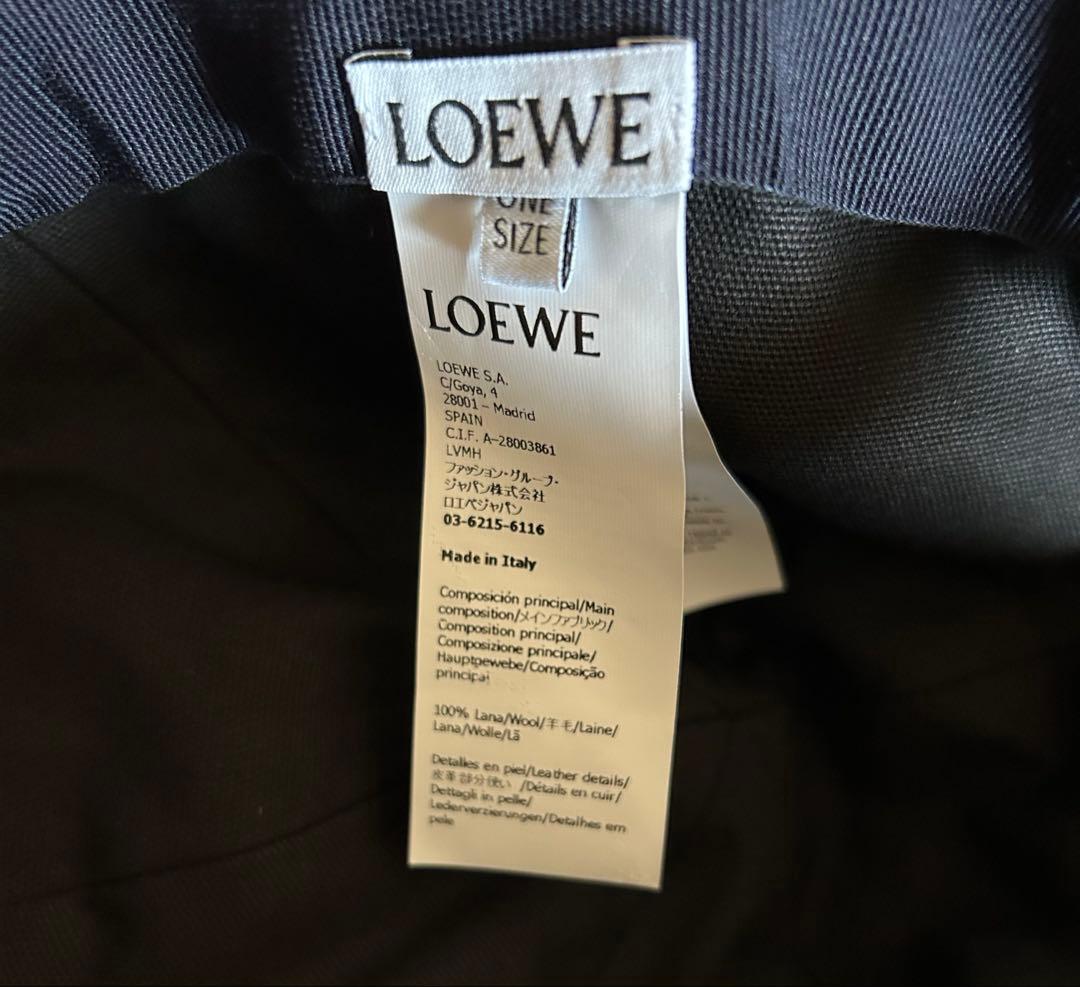 LOEWE
ONE
SIZE
LOEWE
LOEWE S.A.
C/Goya, 4
28001 – Madrid
SPAIN
C.I.F. A-28003861
LVMH
ファッション・グループ・
ジャパン株式会社
ロエベジャパン
03-6215-6116
Made in Italy
Composición principal/Main
composition/メインファブリック/
Composition principal/
Composizione principale/
Hauptgewebe/Composição
principal
100% Lana/Wool/羊毛/Laine/
Lana/Wolle/Lã
Detalles en piel/Leather details/
皮革部分使い /Détails en cuir/
Dettagli in pelle/
Lederverzierungen/Detalhes em
pele